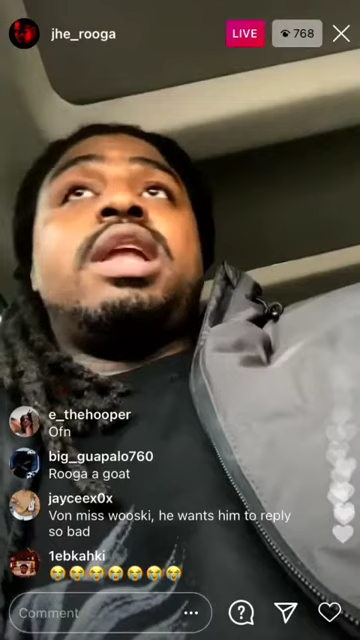 jhe_rooga
LIVE
768
e_thehooper
Ofn
big_guapalo760
Rooga a goat
jayceex0x
Von miss wooski, he wants him to reply
so bad
1ebkahki
😭😭😭😭😭😭😭
Comment